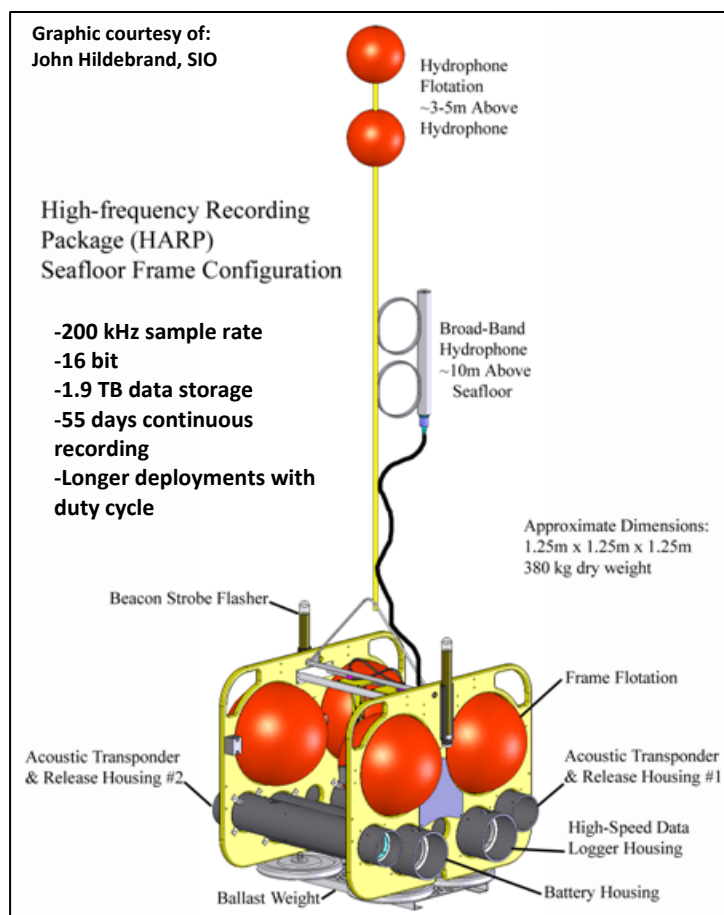 Graphic courtesy of:
John Hildebrand, SIO
Hydrophone
Flotation
~3-5m Above
Hydrophone
High-frequency Recording
Package (HARP)
Seafloor Frame Configuration
-200 kHz sample rate
-16 bit
-1.9 TB data storage
-55 days continuous
recording
-Longer deployments with
duty cycle
Broad-Band
Hydrophone
~10m Above
Seafloor
Approximate Dimensions:
1.25m x 1.25m x 1.25m
380 kg dry weight
Beacon Strobe Flasher
Frame Flotation
Acoustic Transponder
& Release Housing #2
Acoustic Transponder
& Release Housing #1
High-Speed Data
Logger Housing
Ballast Weight
Battery Housing